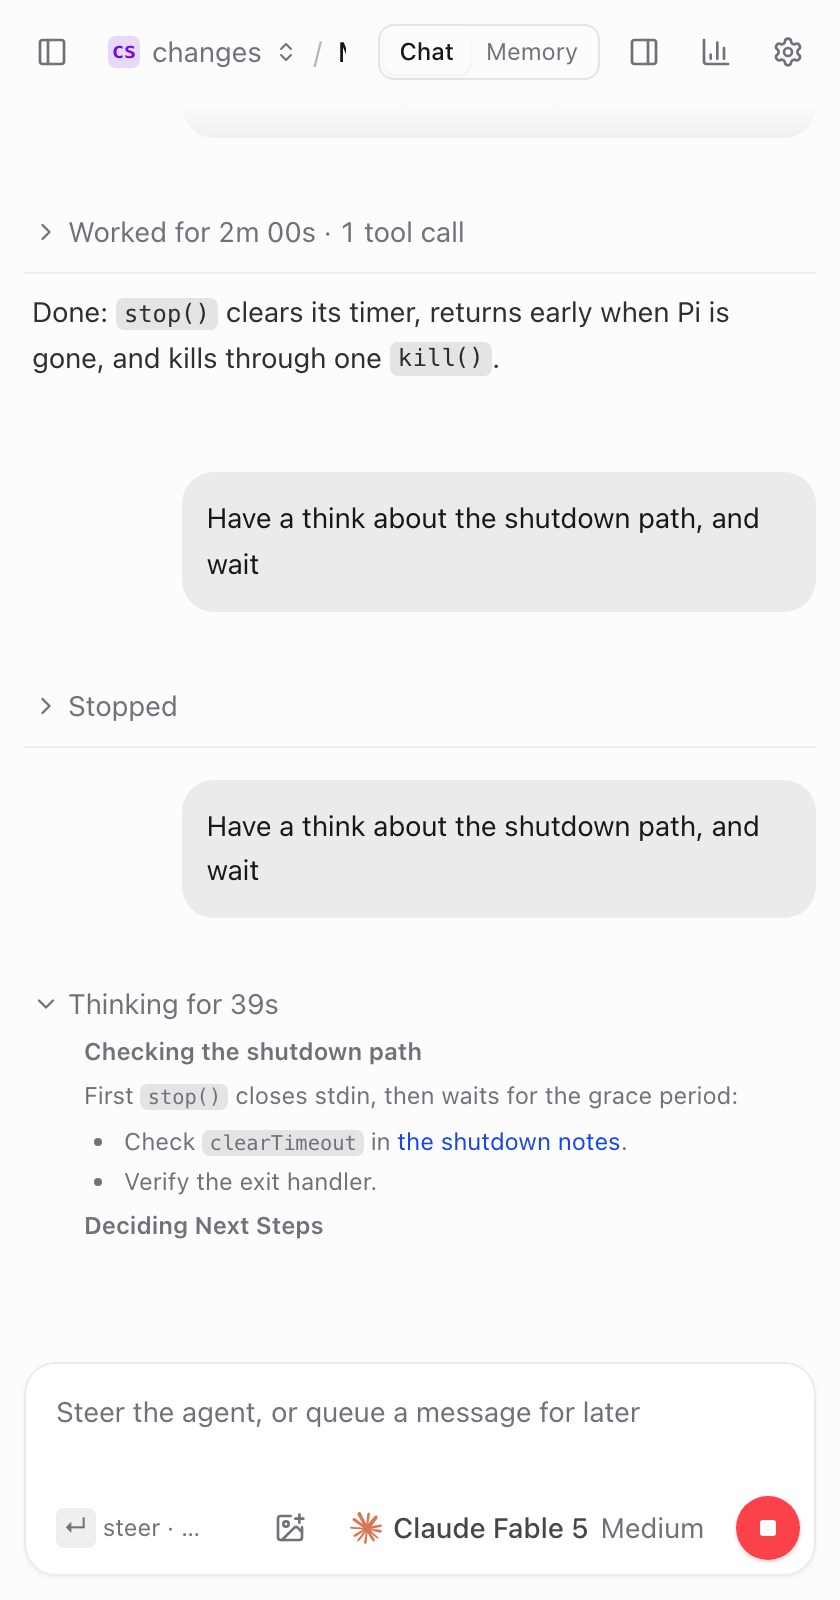 CS changes /
Chat Memory
Worked for 2m 00s · 1 tool call
Done: stop() clears its timer, returns early when Pi is
gone, and kills through one kill().
Have a think about the shutdown path, and
wait
Stopped
Have a think about the shutdown path, and
wait
Thinking for 39s
Checking the shutdown path
First stop() closes stdin, then waits for the grace period:
• Check clearTimeout in the shutdown notes.
• Verify the exit handler.
Deciding Next Steps
Steer the agent, or queue a message for later
steer · ...
Claude Fable 5 Medium